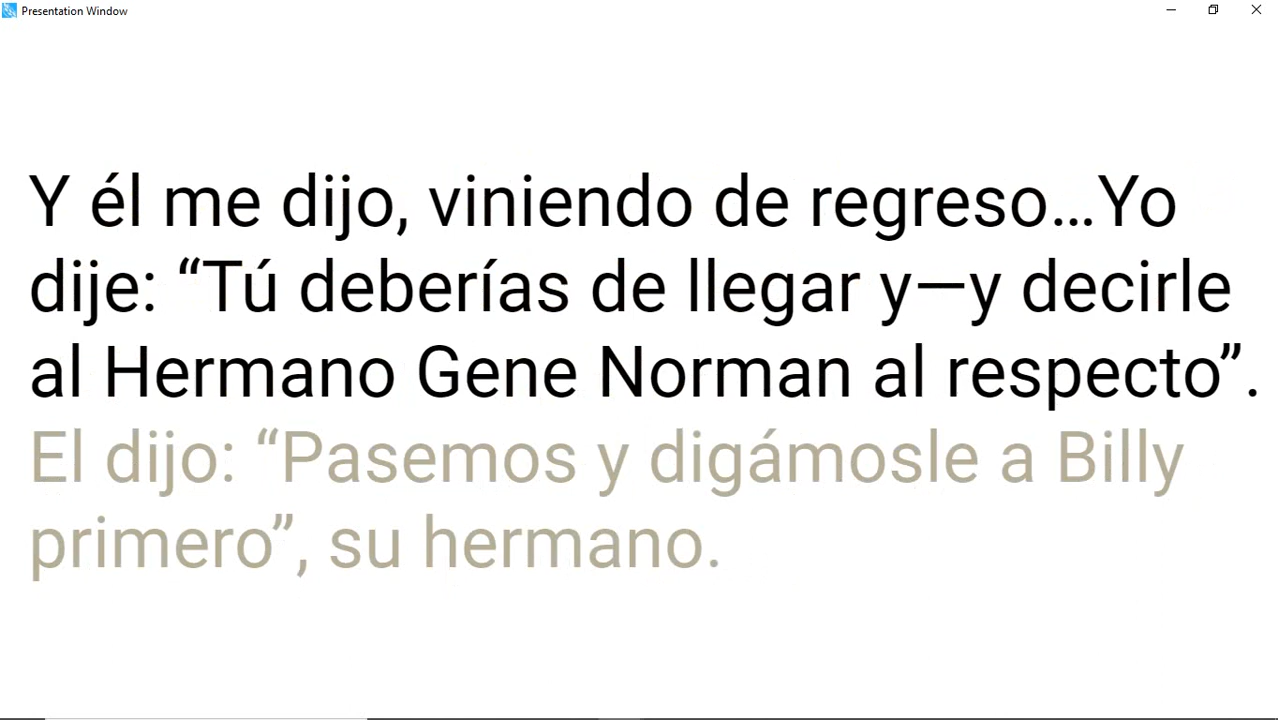 Presentation Window
Y él me dijo, viniendo de regreso…Yo
dije: “Tú deberías de llegar y—y decirle
al Hermano Gene Norman al respecto”.
El dijo: “Pasemos y digámosle a Billy
primero”, su hermano.